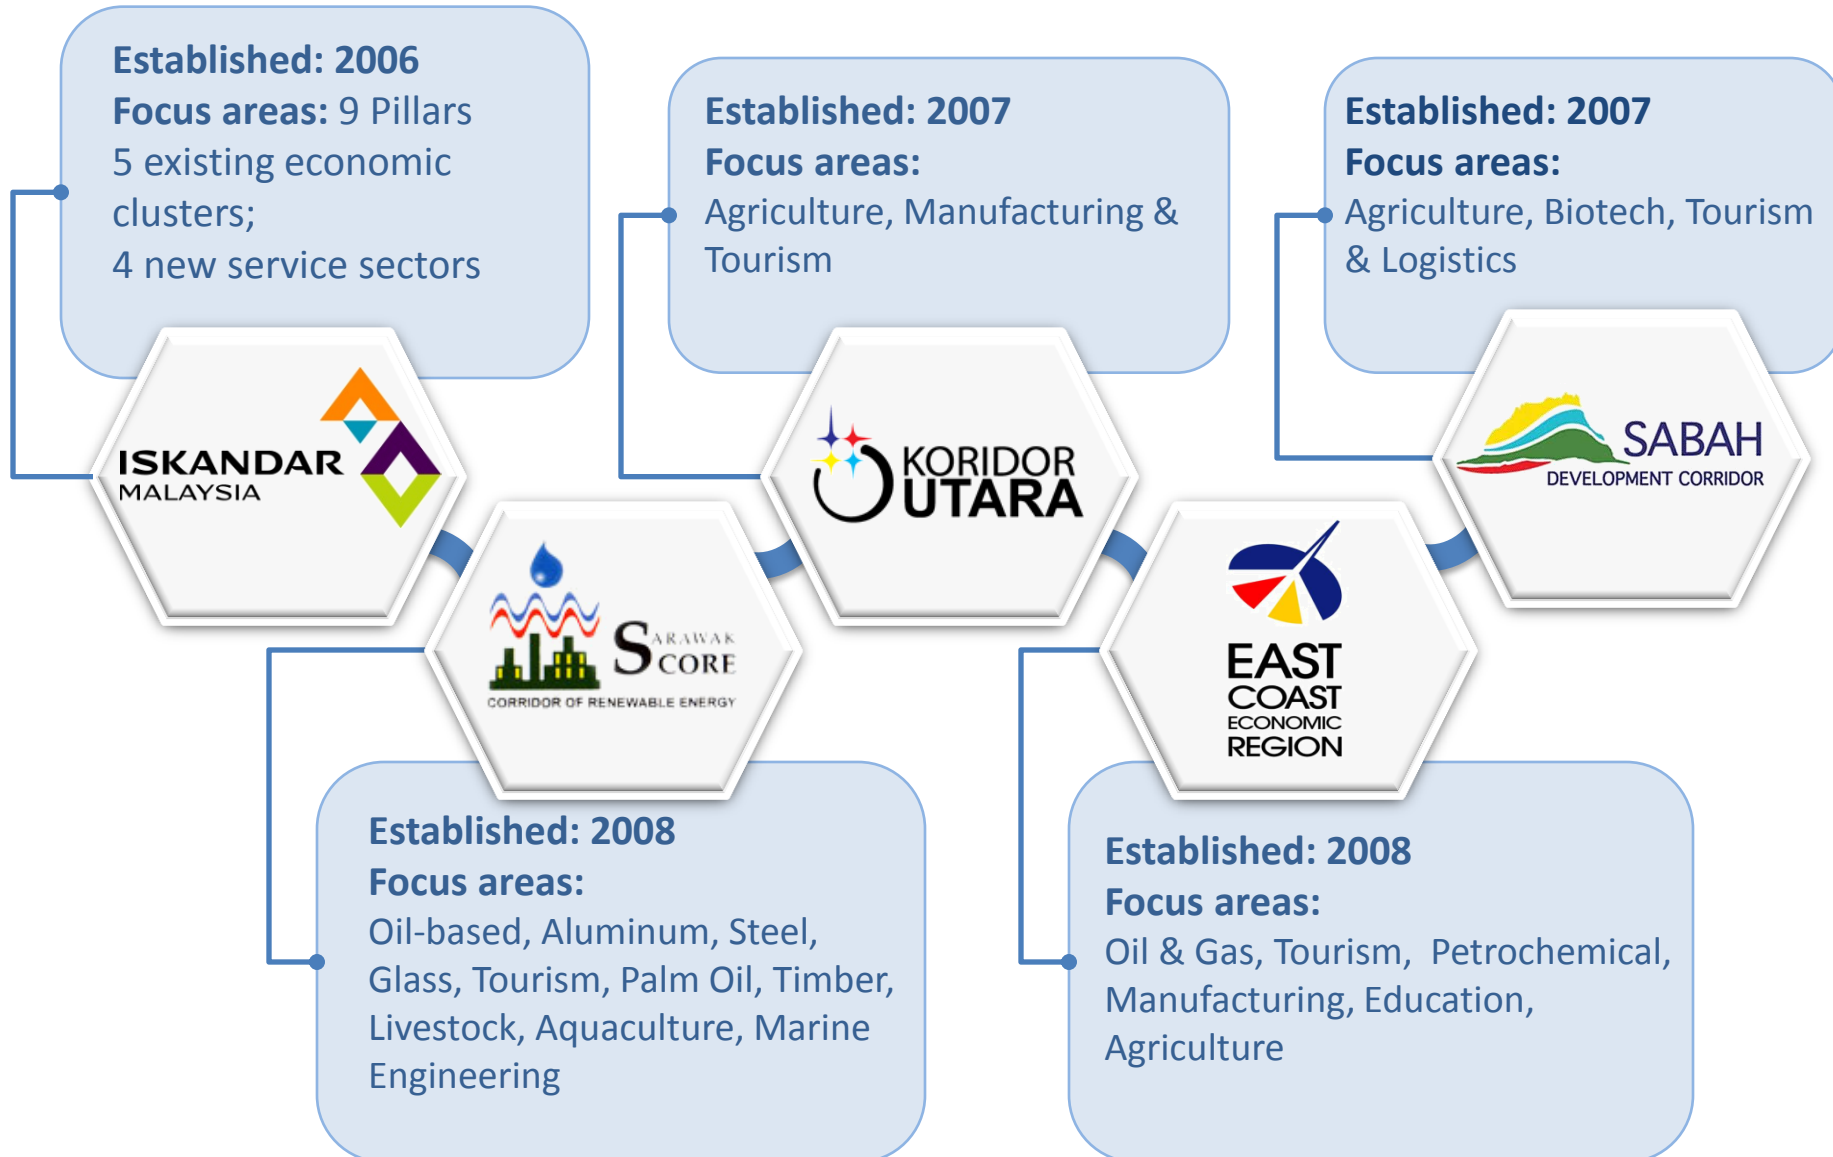 Established: 2006
Focus areas: 9 Pillars
5 existing economic
clusters;
4 new service sectors
Established: 2007
Focus areas:
Agriculture, Manufacturing &
Tourism
Established: 2007
Focus areas:
Agriculture, Biotech, Tourism
& Logistics
ISKANDAR
MALAYSIA
KORIDOR
UTARA
SABAH
DEVELOPMENT CORRIDOR
SARAWAK
SCORE
CORRIDOR OF RENEWABLE ENERGY
EAST
COAST
ECONOMIC
REGION
Established: 2008
Focus areas:
Oil-based, Aluminum, Steel,
Glass, Tourism, Palm Oil, Timber,
Livestock, Aquaculture, Marine
Engineering
Established: 2008
Focus areas:
Oil & Gas, Tourism,  Petrochemical,
Manufacturing, Education,
Agriculture